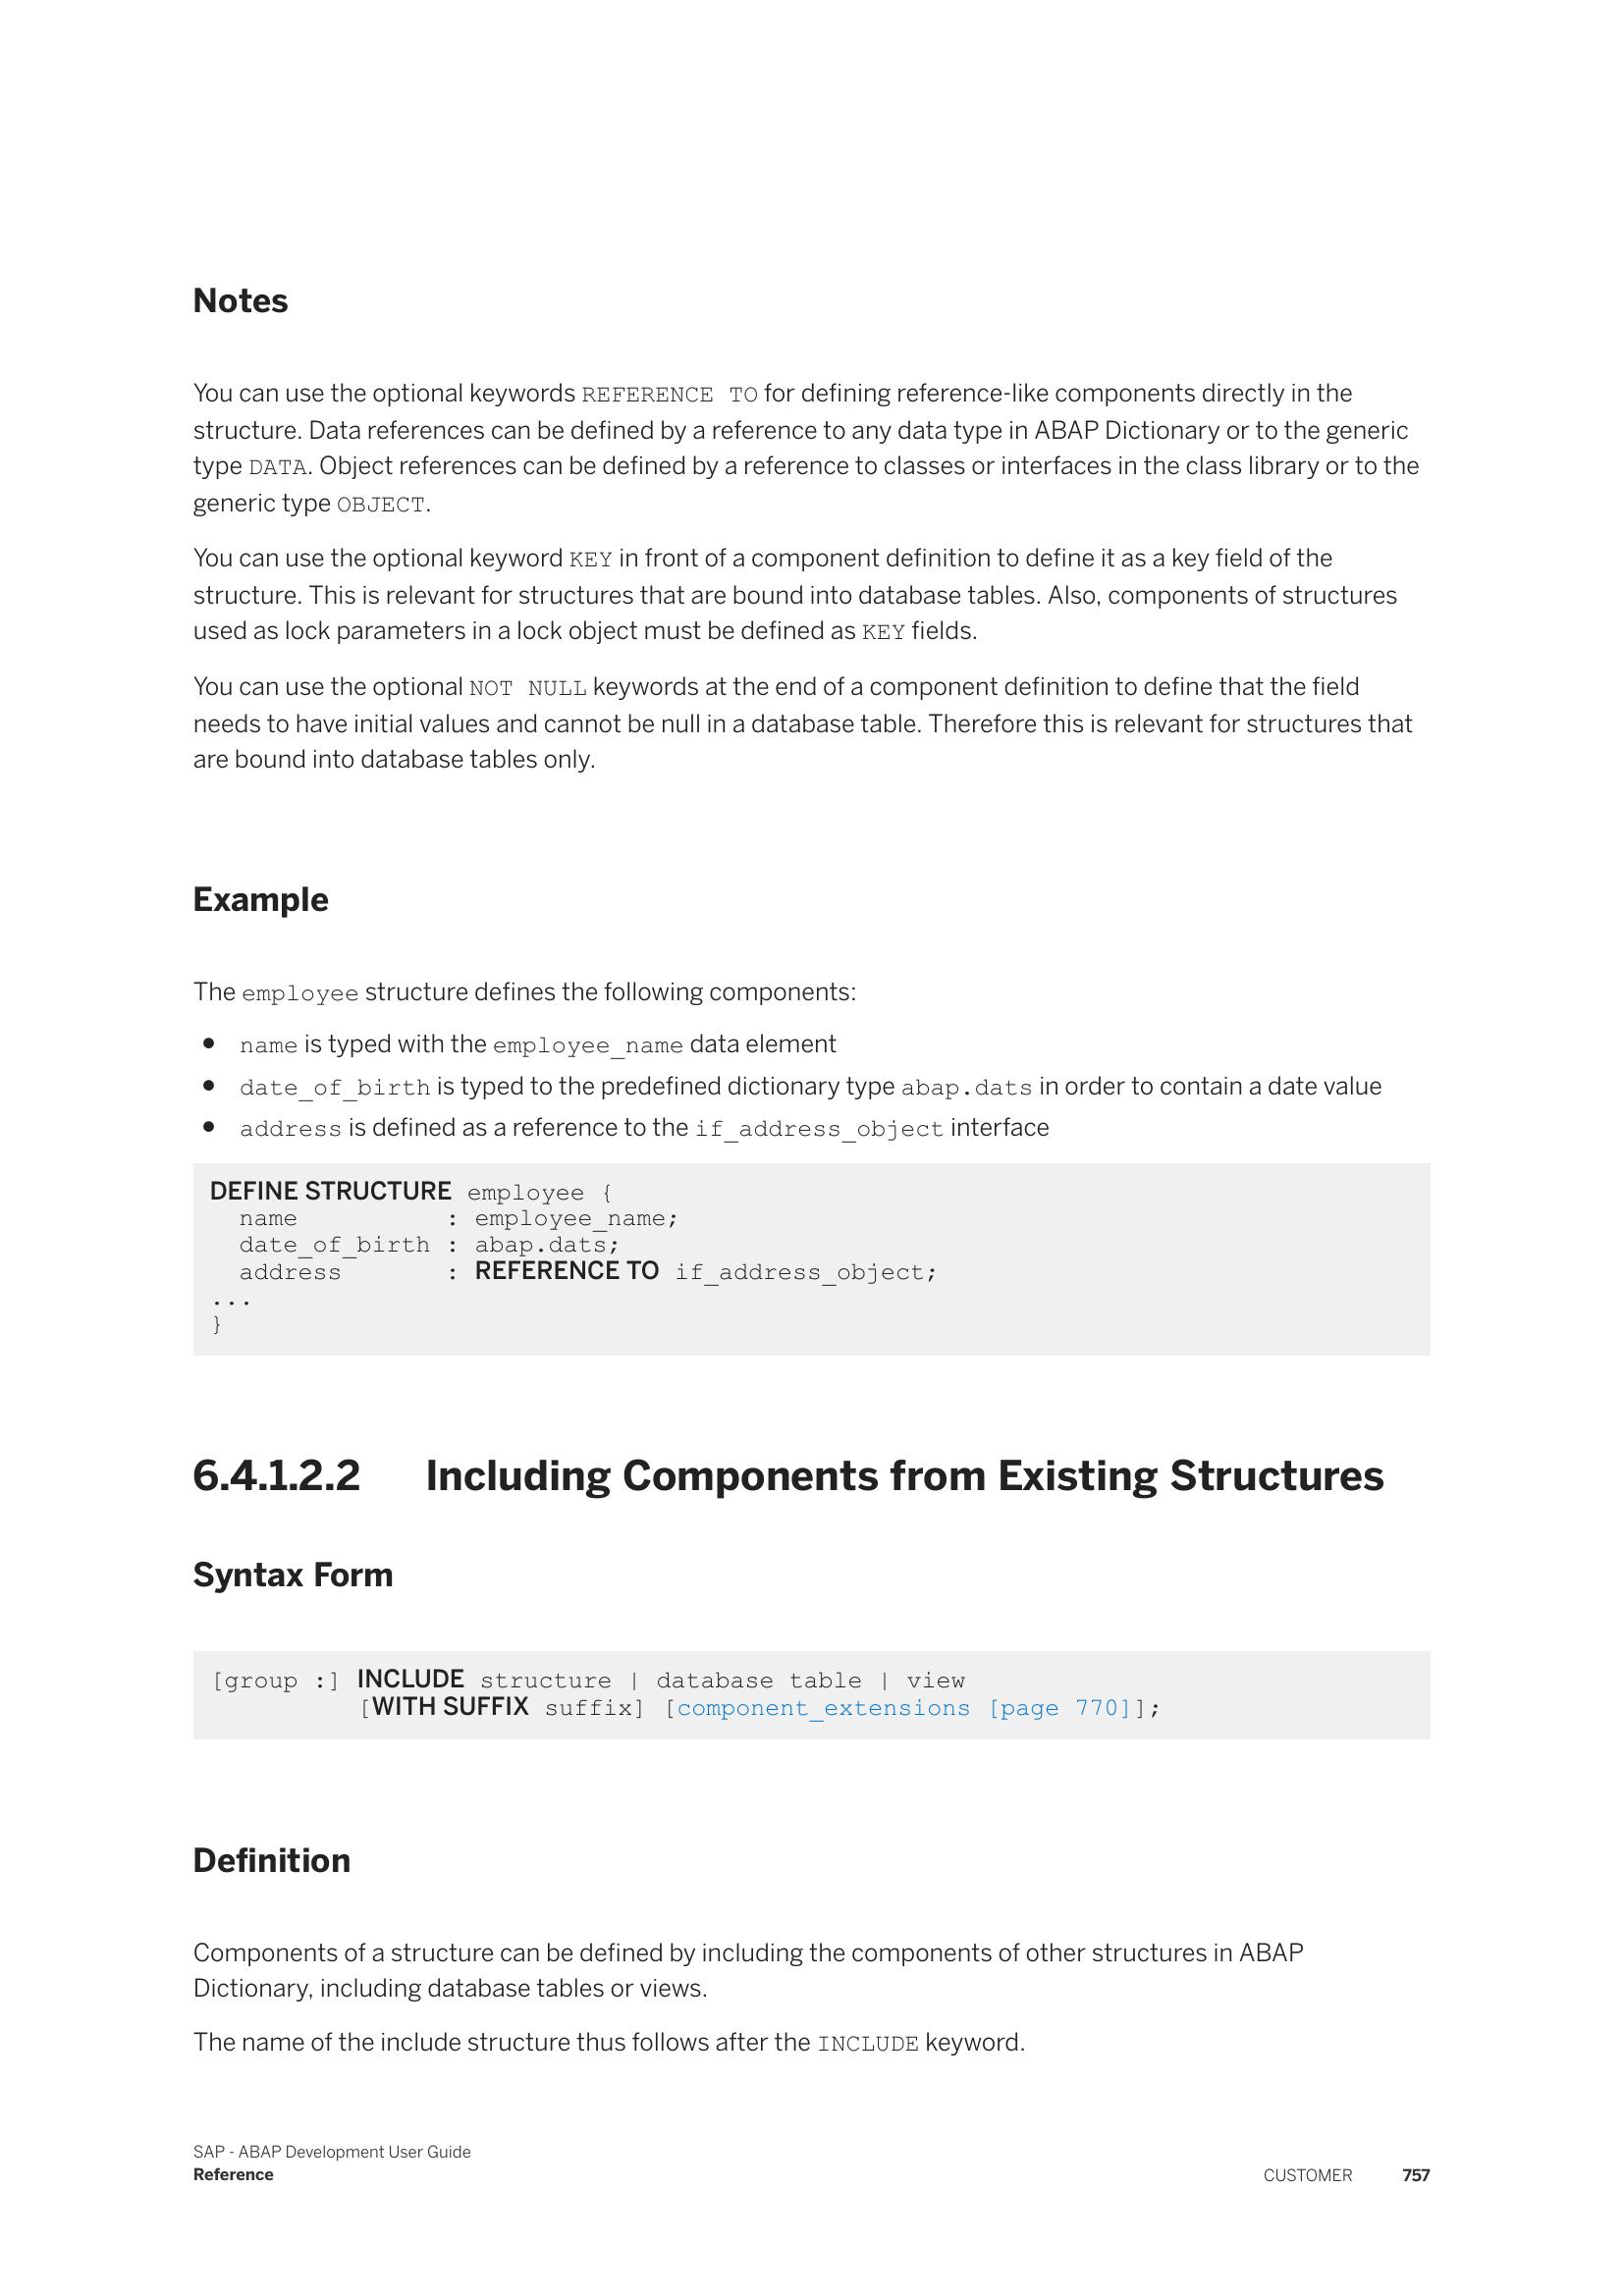 Notes
You can use the optional keywords REFERENCE TO for defining reference-like components directly in the
structure. Data references can be defined by a reference to any data type in ABAP Dictionary or to the generic
type DATA. Object references can be defined by a reference to classes or interfaces in the class library or to the
generic type OBJECT.
You can use the optional keyword KEY in front of a component definition to define it as a key field of the
structure. This is relevant for structures that are bound into database tables. Also, components of structures
used as lock parameters in a lock object must be defined as KEY fields.
You can use the optional NOT NULL keywords at the end of a component definition to define that the field
needs to have initial values and cannot be null in a database table. Therefore this is relevant for structures that
are bound into database tables only.
Example
The employee structure defines the following components:
● name is typed with the employee_name data element
● date_of_birth is typed to the predefined dictionary type abap.dats in order to contain a date value
● address is defined as a reference to the if_address_object interface
DEFINE STRUCTURE employee {
  name          : employee_name;
  date_of_birth : abap.dats;
  address       : REFERENCE TO if_address_object;
...
}
6.4.1.2.2 Including Components from Existing Structures
Syntax Form
[group :] INCLUDE structure | database table | view
          [WITH SUFFIX suffix] [component_extensions [page 770]];
Definition
Components of a structure can be defined by including the components of other structures in ABAP
Dictionary, including database tables or views.
The name of the include structure thus follows after the INCLUDE keyword.
SAP - ABAP Development User Guide
Reference
CUSTOMER 757